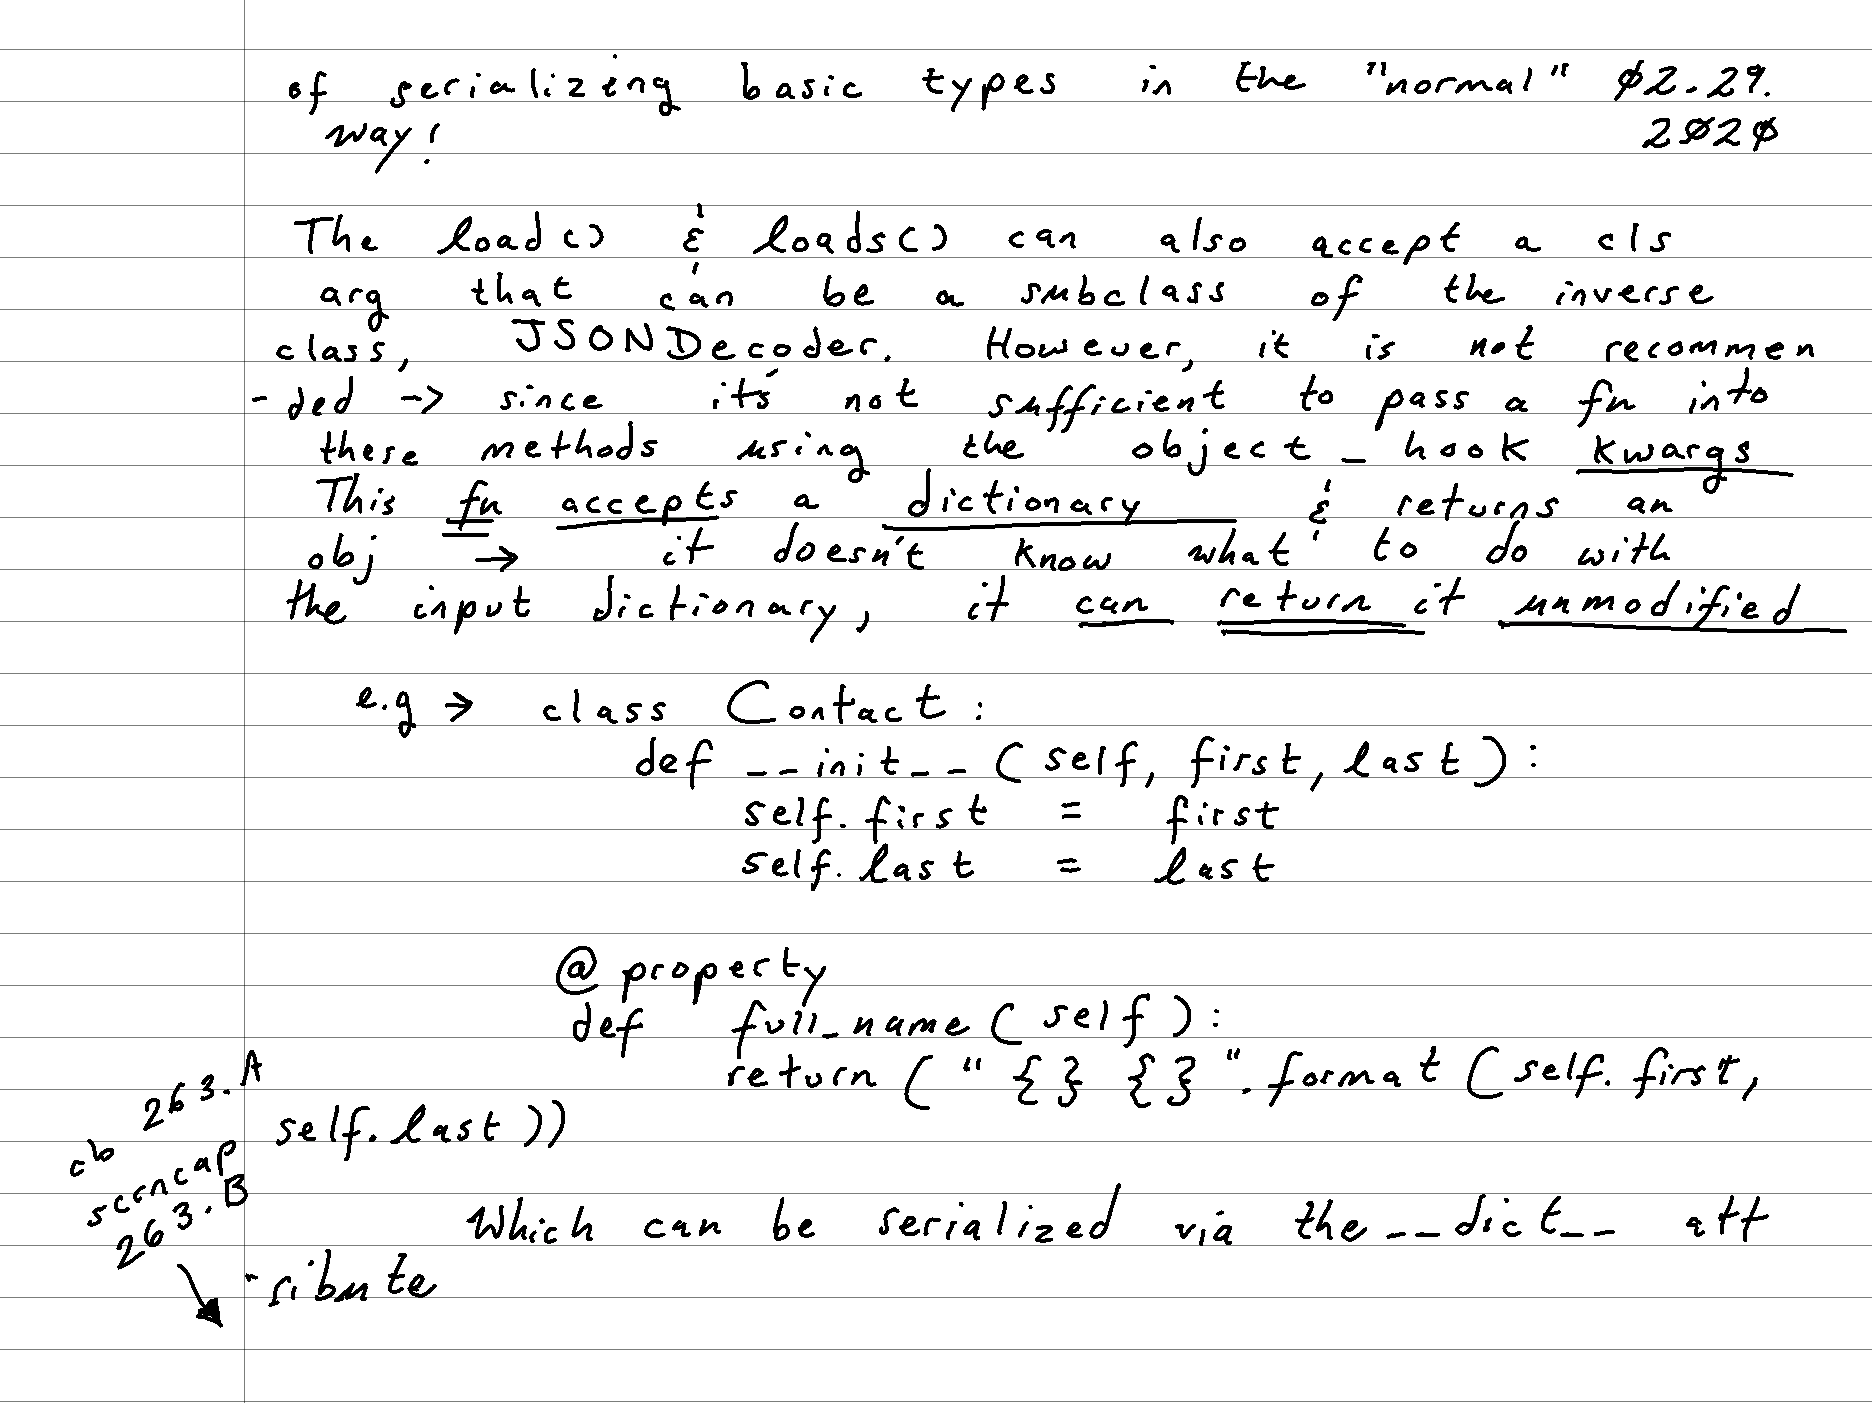 of serializing basic types in the "normal" 02.29.
way! 2020
The load() & loads() can also accept a cls
arg that can be a subclass of the inverse
class, JSONDecoder. However, it is not recommen
-ded -> since it's not sufficient to pass a fn into
these methods using the object_hook kwargs
This fn accepts a dictionary & returns an
obj → it doesn't know what to do with
the input dictionary, it can return it unmodified
e.g → class Contact:
def __init__(self, first, last):
self.first = first
self.last = last
@property
def full_name(self):
return("{} {}".format(self.first,
self.last))
cb 263.A
scrncap
263.B
Which can be serialized via the __dict__ att
-ribute